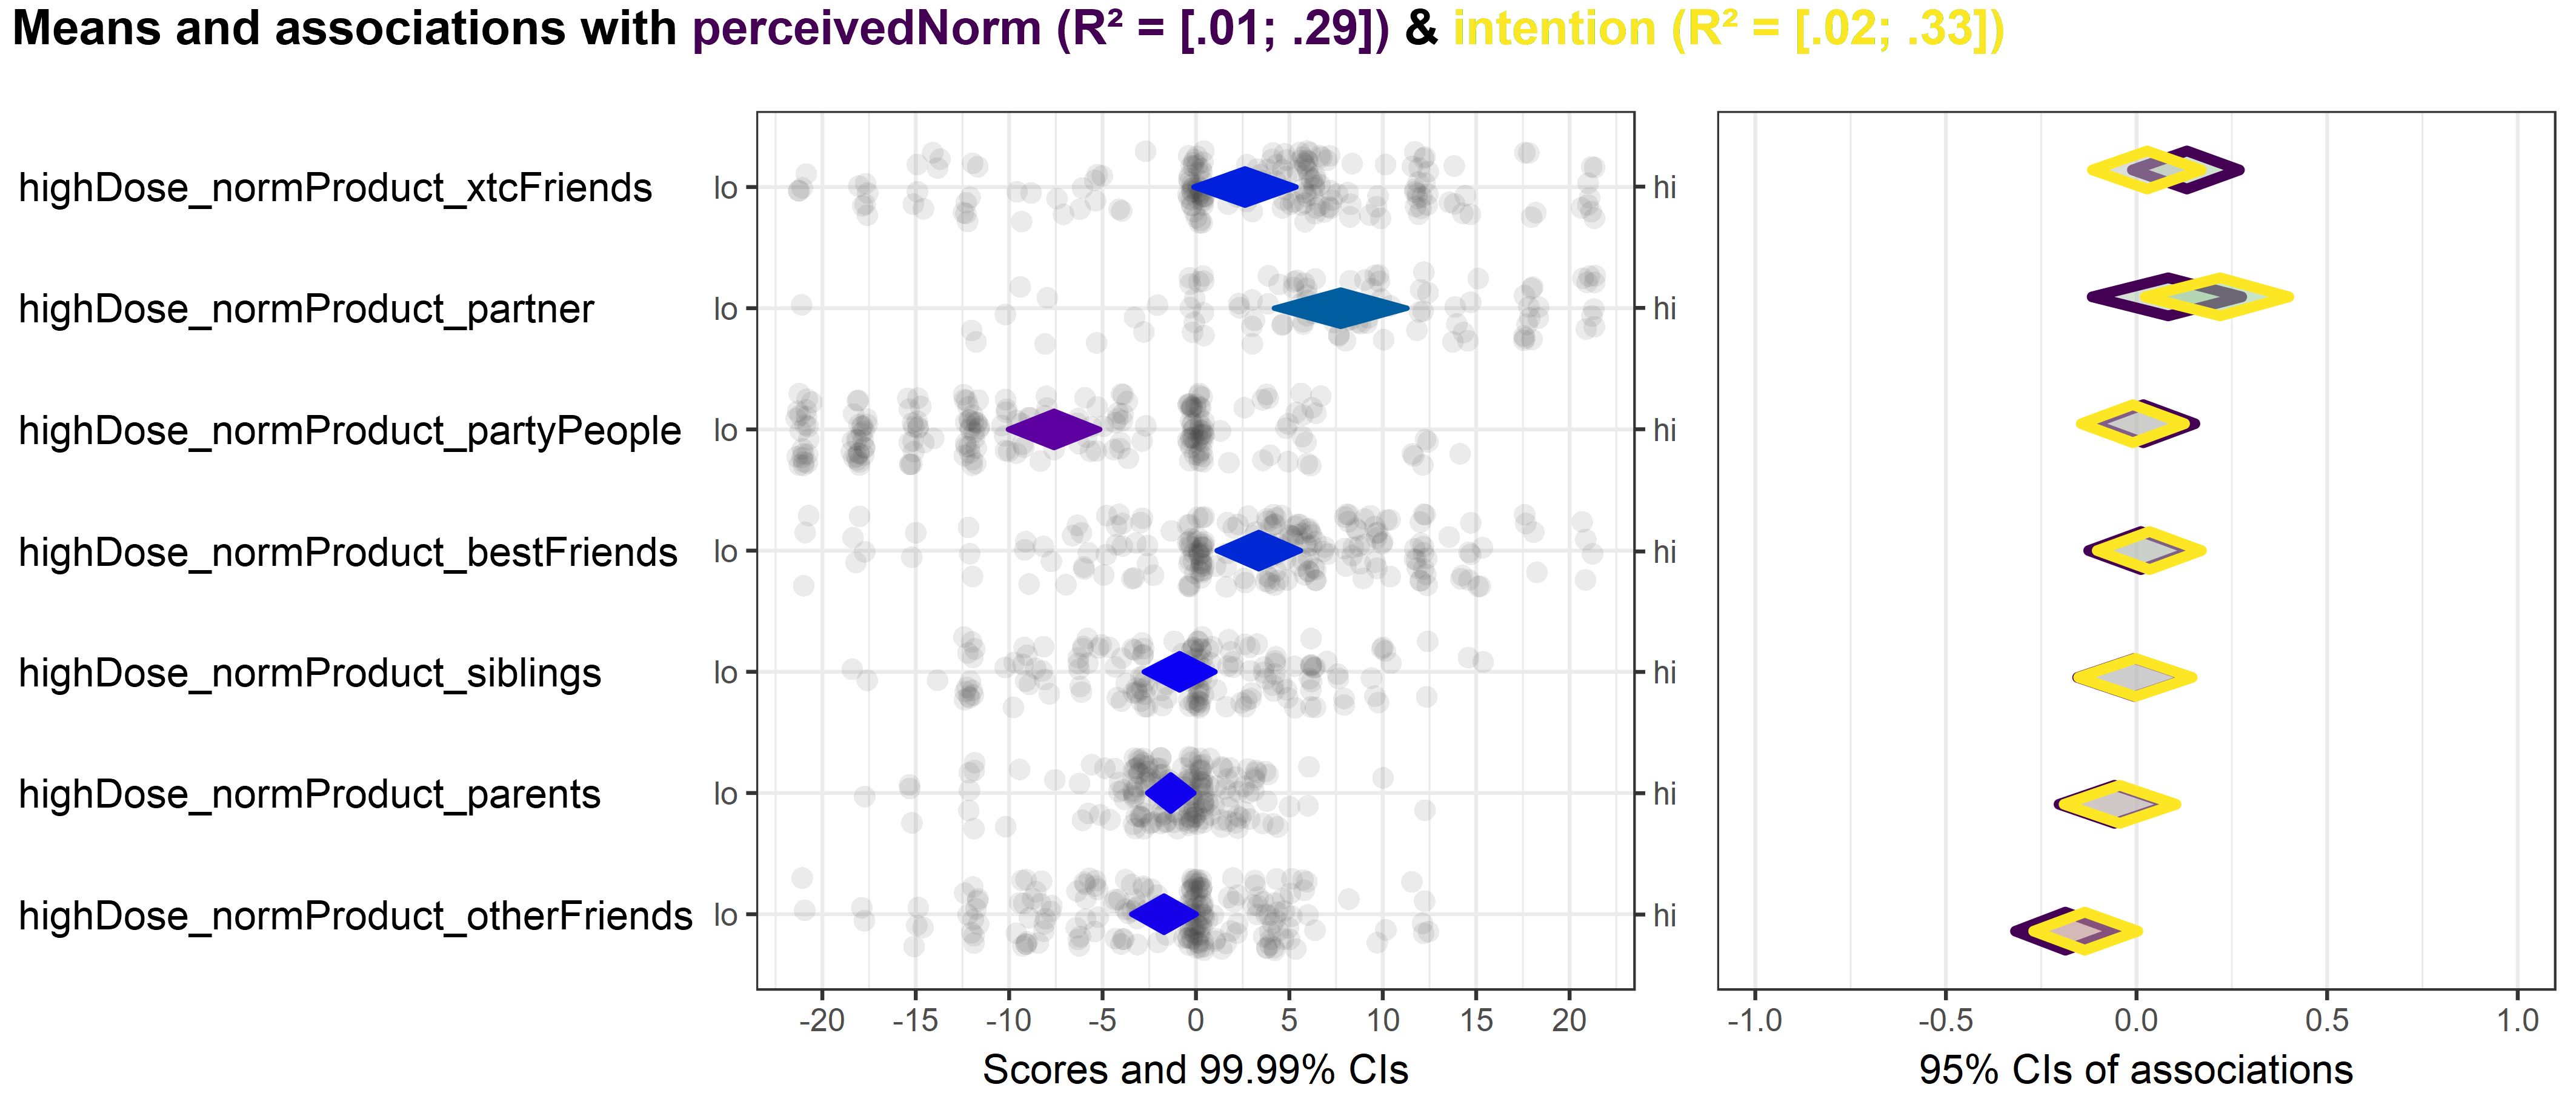 Means and associations with perceivedNorm (R² = [.01; .29]) & intention (R² = [.02; .33])
highDose_normProduct_xtcFriends lo hi
highDose_normProduct_partner lo hi
highDose_normProduct_partyPeople lo hi
highDose_normProduct_bestFriends lo hi
highDose_normProduct_siblings lo hi
highDose_normProduct_parents lo hi
highDose_normProduct_otherFriends lo hi
-20 -15 -10 -5 0 5 10 15 20 -1.0 -0.5 0.0 0.5 1.0
Scores and 99.99% CIs 95% CIs of associations